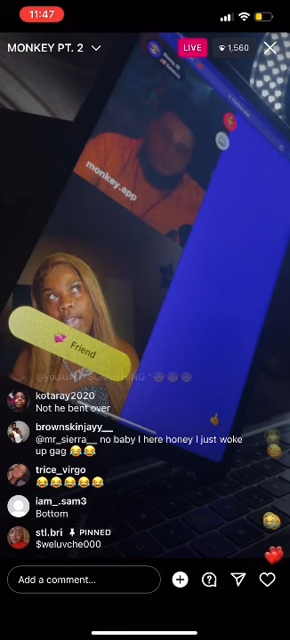 11:47
MONKEY PT. 2
LIVE
1,560
monkey.app
Friend
kotaray2020
Not he bent over
brownskinjayy__
@mr_sierra__ no baby I here honey I just woke
up gag 😂😂
trice_virgo
😂😂😂😂😂
iam_.sam3
Bottom
stl.bri PINNED
$weluvche000
Add a comment...